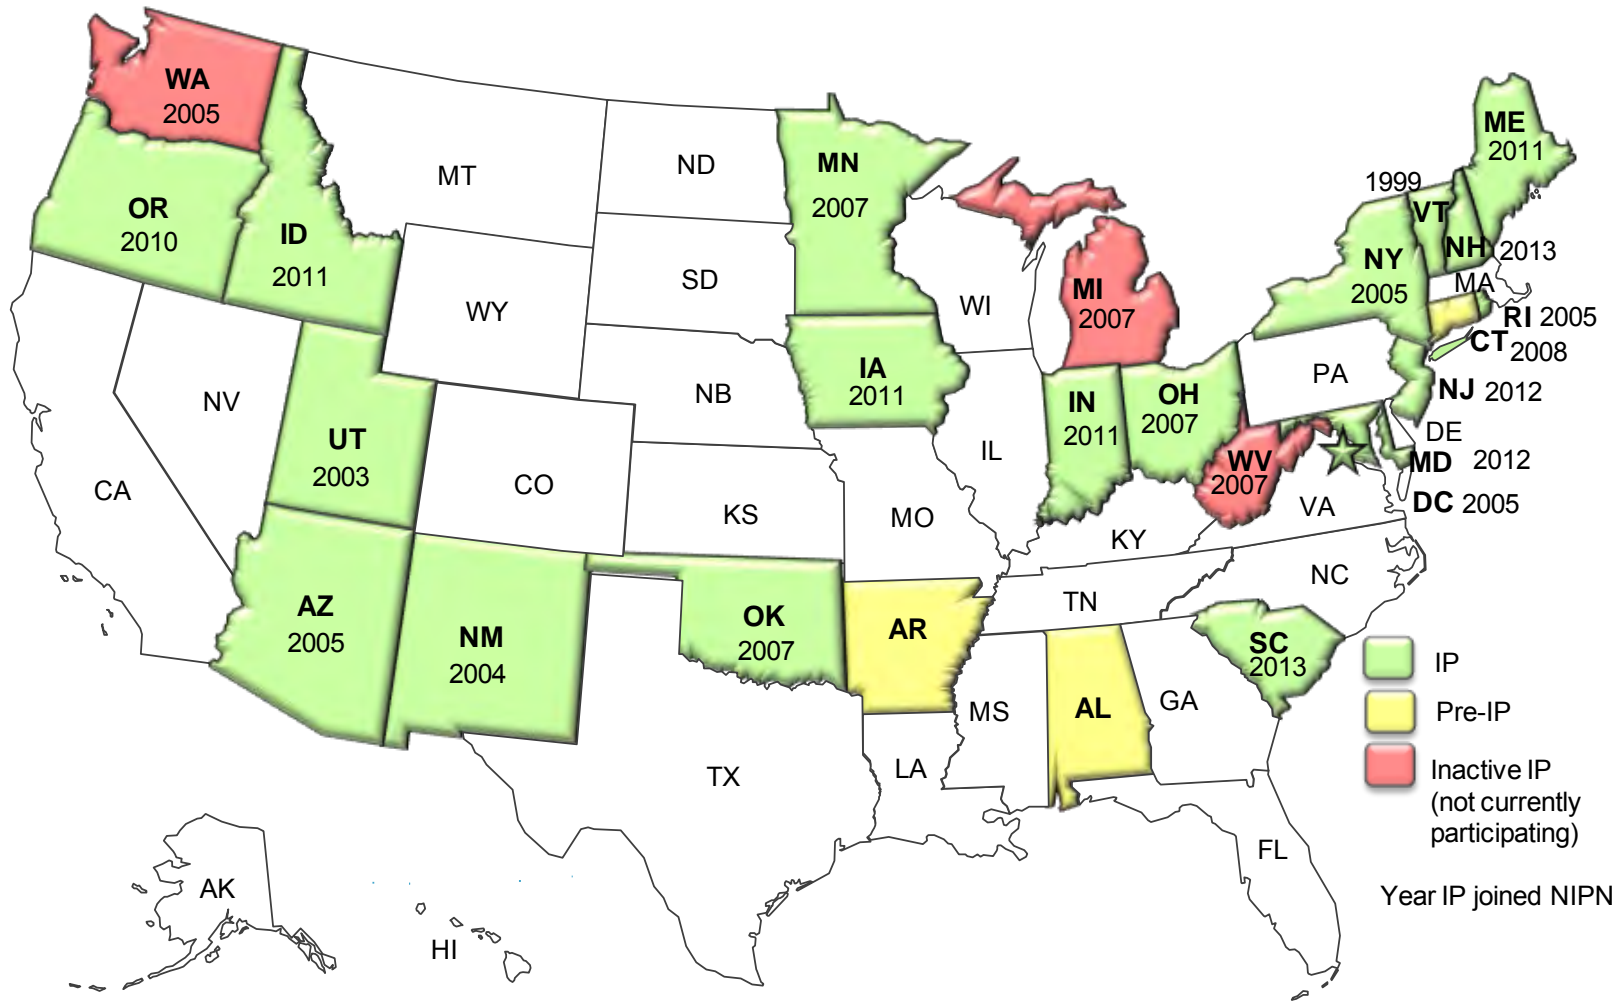 WA
2005
OR
2010
ID
2011
MT
ND
MN
2007
ME
2011
1999
VT
NH 2013
NY
2005
MA
RI 2005
CT 2008
WY
SD
WI
MI
2007
IA
2011
NB
NV
UT
2003
CA
CO
KS
MO
IL
IN
2011
OH
2007
PA
NJ 2012
DE
MD 2012
DC 2005
WV
2007
VA
KY
NC
TN
AZ
2005
NM
2004
OK
2007
AR
SC
2013
MS
AL
GA
TX
LA
FL
AK
HI
IP
Pre-IP
Inactive IP
(not currently
participating)
Year IP joined NIPN